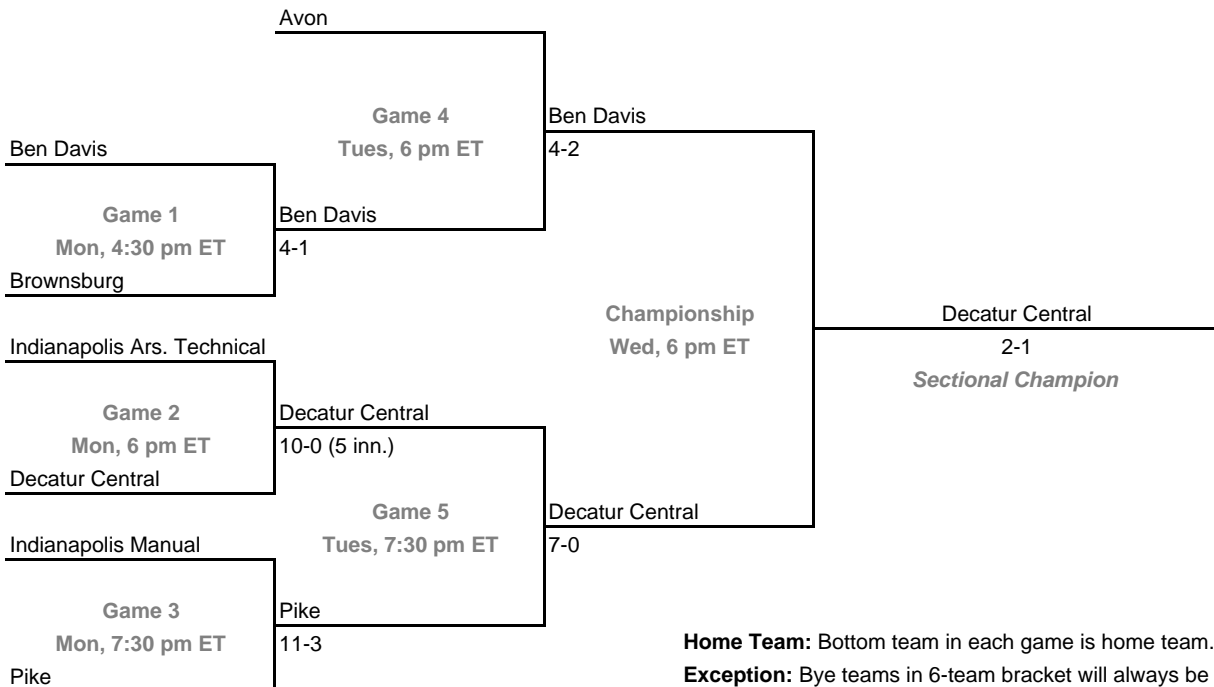 Avon
Game 4
Tues, 6 pm ET
Ben Davis
4-2
Ben Davis
Game 1
Mon, 4:30 pm ET
Ben Davis
4-1
Brownsburg
Championship
Wed, 6 pm ET
Decatur Central
2-1
Sectional Champion
Indianapolis Ars. Technical
Game 2
Mon, 6 pm ET
Decatur Central
10-0 (5 inn.)
Decatur Central
Game 5
Tues, 7:30 pm ET
Decatur Central
7-0
Indianapolis Manual
Game 3
Mon, 7:30 pm ET
Pike
11-3
Pike
Home Team: Bottom team in each game is home team.
Exception: Bye teams in 6-team bracket will always be